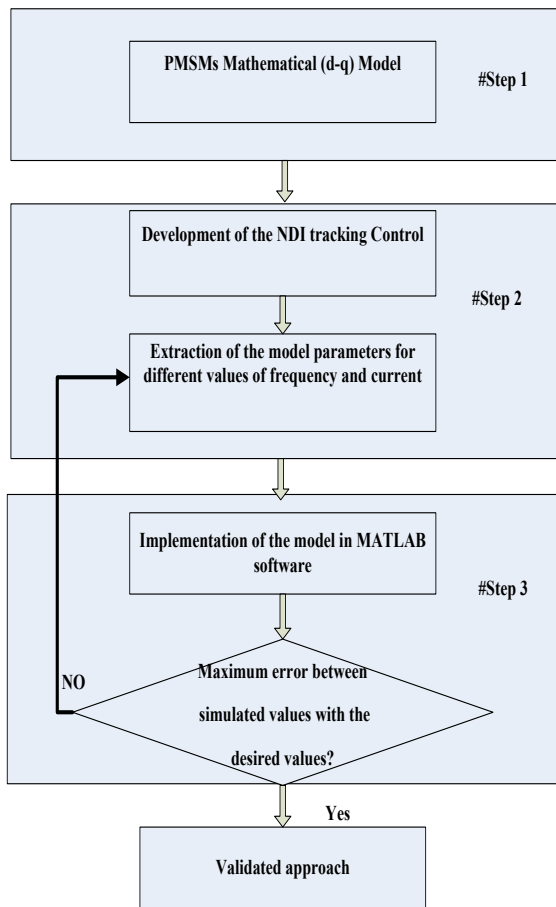 PMSMs Mathematical (d-q) Model
#Step 1
Development of the NDI tracking Control
#Step 2
Extraction of the model parameters for
different values of frequency and current
Implementation of the model in MATLAB
software
#Step 3
Maximum error between
simulated values with the
desired values?
NO
Yes
Validated approach